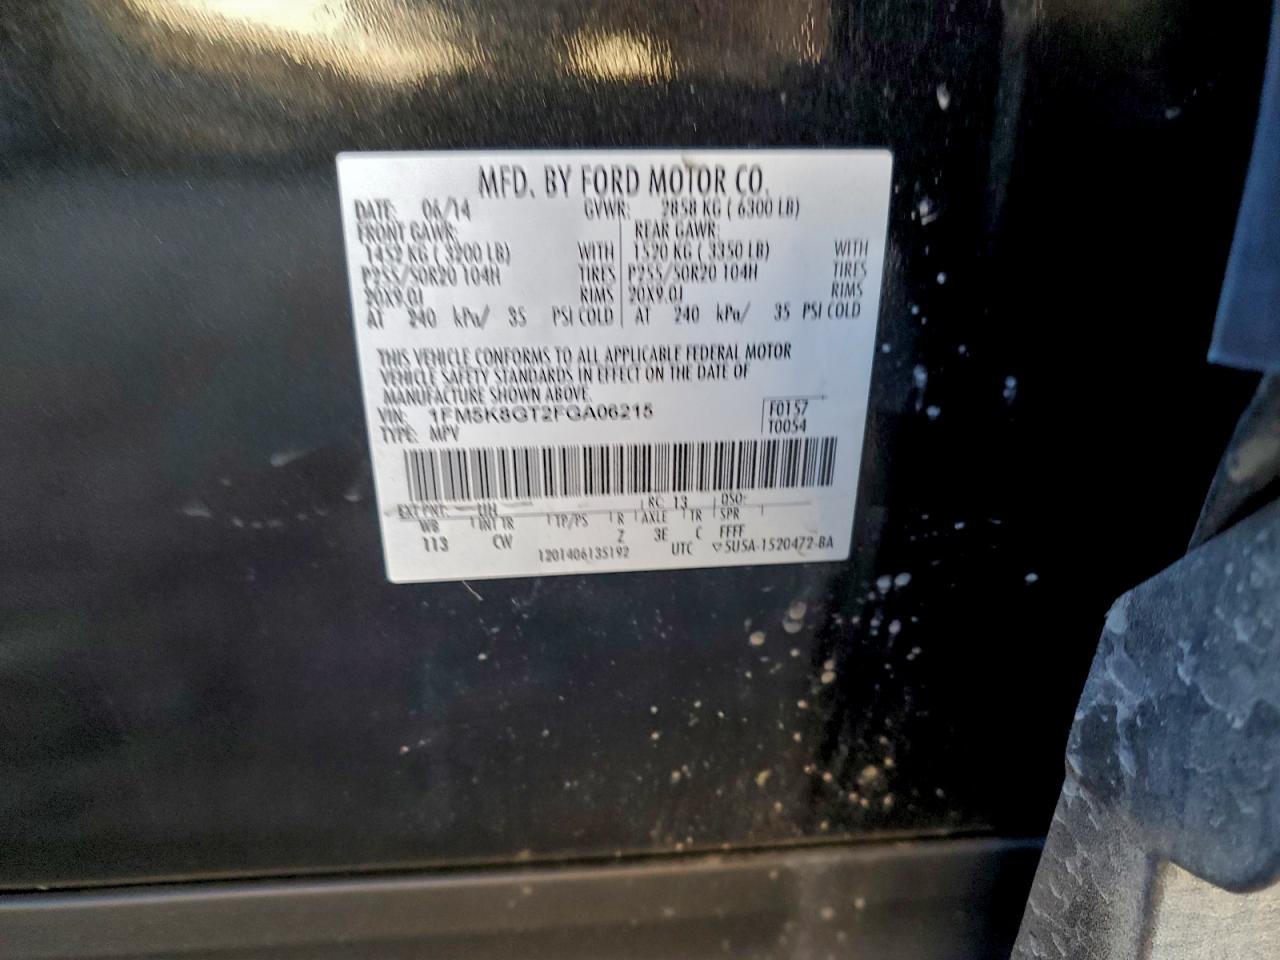 MFD. BY FORD MOTOR CO.
DATE: 06/14 GVWR: 2858 KG ( 6300 LB)
FRONT GAWR: REAR GAWR:
1452 KG ( 3200 LB) WITH 1520 KG ( 3350 LB) WITH
P255/50R20 104H TIRES P255/50R20 104H TIRES
20X9.0J RIMS 20X9.0J RIMS
AT 240 kPa/ 35 PSI COLD AT 240 kPa/ 35 PSI COLD
THIS VEHICLE CONFORMS TO ALL APPLICABLE FEDERAL MOTOR
VEHICLE SAFETY STANDARDS IN EFFECT ON THE DATE OF
MANUFACTURE SHOWN ABOVE.
VIN: 1FM5K8GT2FGA06215 F0157
TYPE: MPV T0054
EXT PNT: UH RC: 13 DSO:
WB INT TR TP/PS R AXLE TR SPR
113 CW Z 3E C FFFF
1201406135192 UTC ▽5USA-1520472-BA